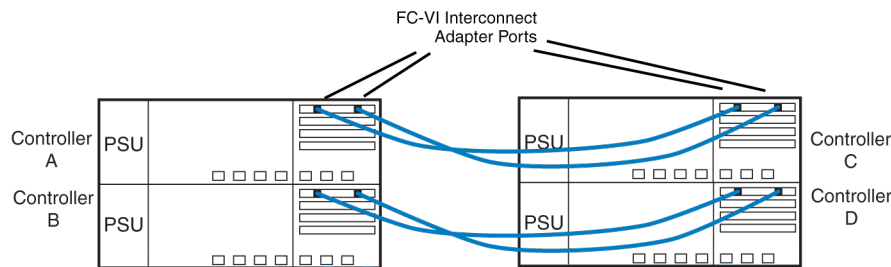 FC-VI Interconnect
Adapter Ports
Controller
A
PSU
Controller
B
PSU
PSU
Controller
C
PSU
Controller
D